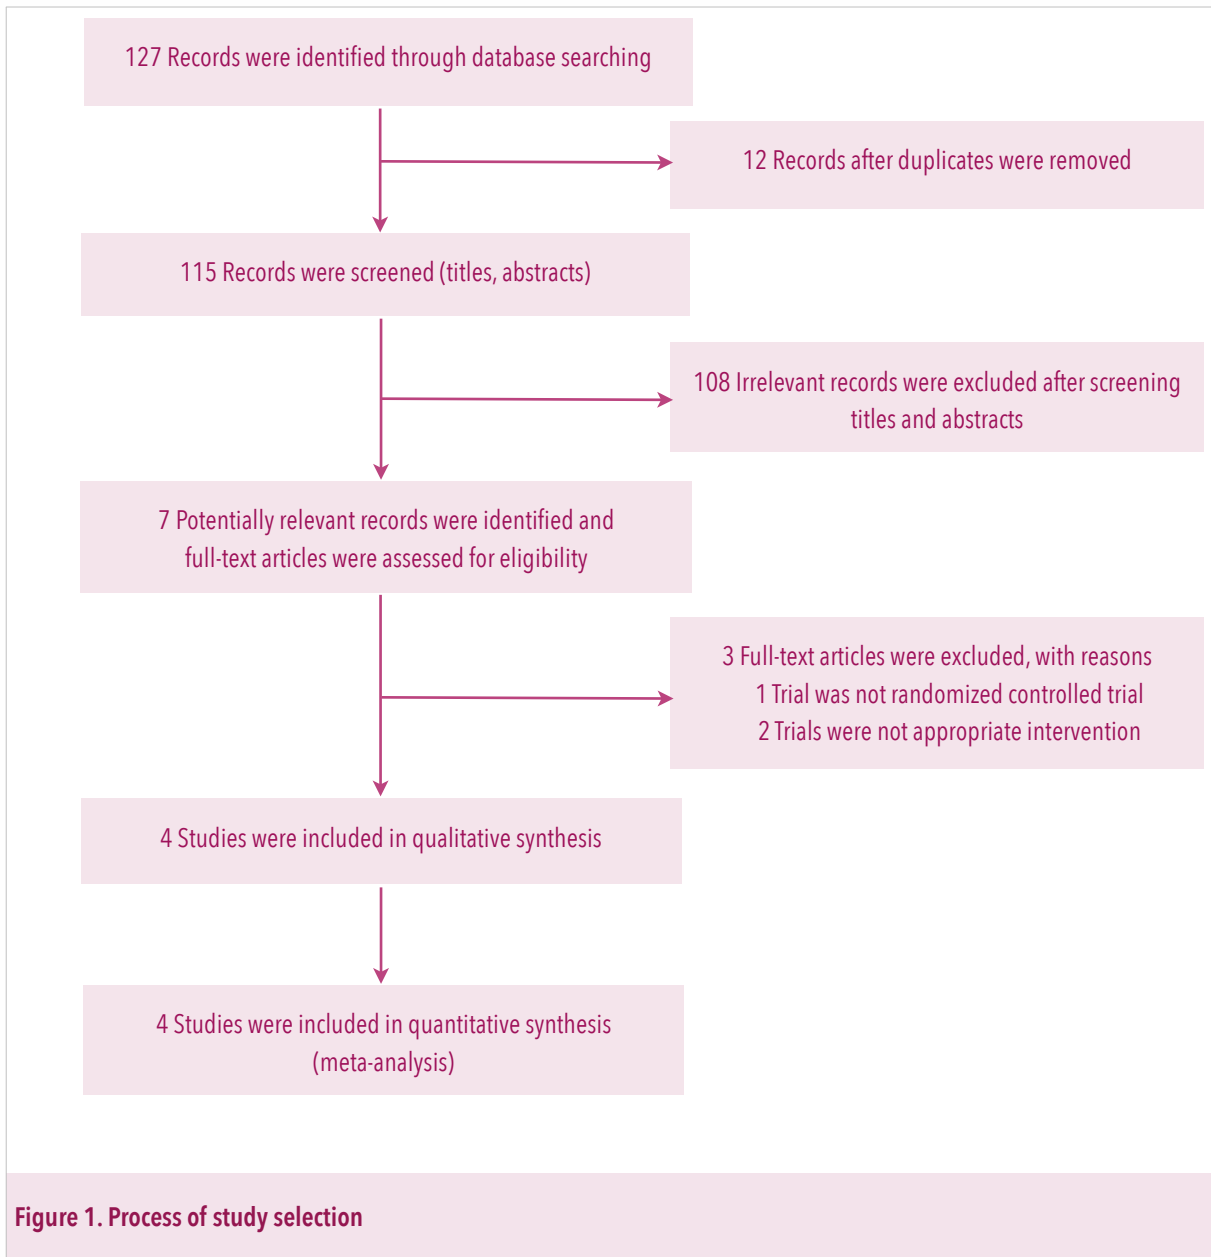 127 Records were identified through database searching
12 Records after duplicates were removed
115 Records were screened (titles, abstracts)
108 Irrelevant records were excluded after screening
titles and abstracts
7 Potentially relevant records were identified and
full-text articles were assessed for eligibility
3 Full-text articles were excluded, with reasons
1 Trial was not randomized controlled trial
2 Trials were not appropriate intervention
4 Studies were included in qualitative synthesis
4 Studies were included in quantitative synthesis
(meta-analysis)
Figure 1. Process of study selection